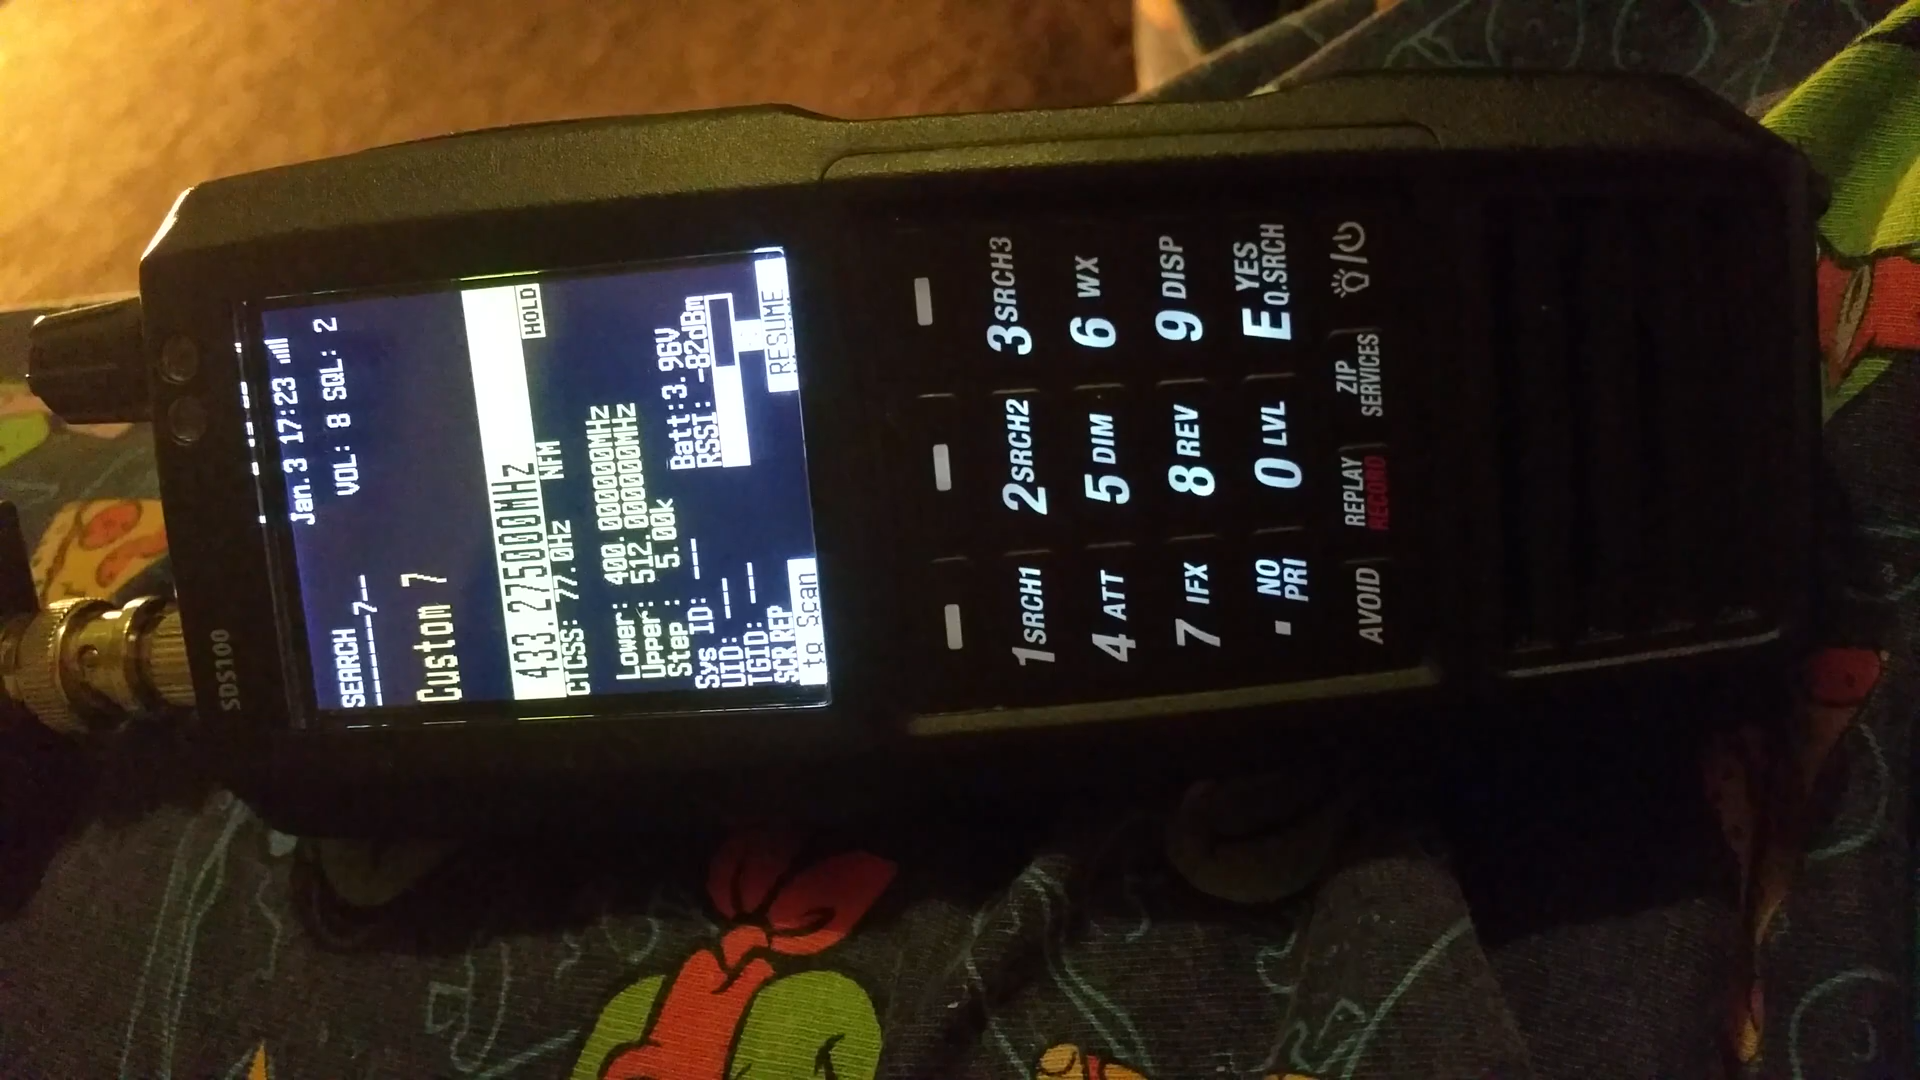 SDS100
Jan. 3 17:23
VOL: 8 SQL: 2
SEARCH
------7--
Custom 7
433.275000MHz
CTCSS: 77.0Hz NFM HOLD
Lower: 400.000000MHz
Upper: 512.000000MHz
Step : 5.00k
Sys ID: --- Batt:3.96V
UID: --- RSSI: -82dBm
TGID: ---
SCR REP
to Scan RESUME
1 SRCH1 2 SRCH2 3 SRCH3
4 ATT 5 DIM 6 WX
7 IFX 8 REV 9 DISP
. NO PRI 0 LVL E YES Q.SRCH
AVOID REPLAY RECORD ZIP SERVICES